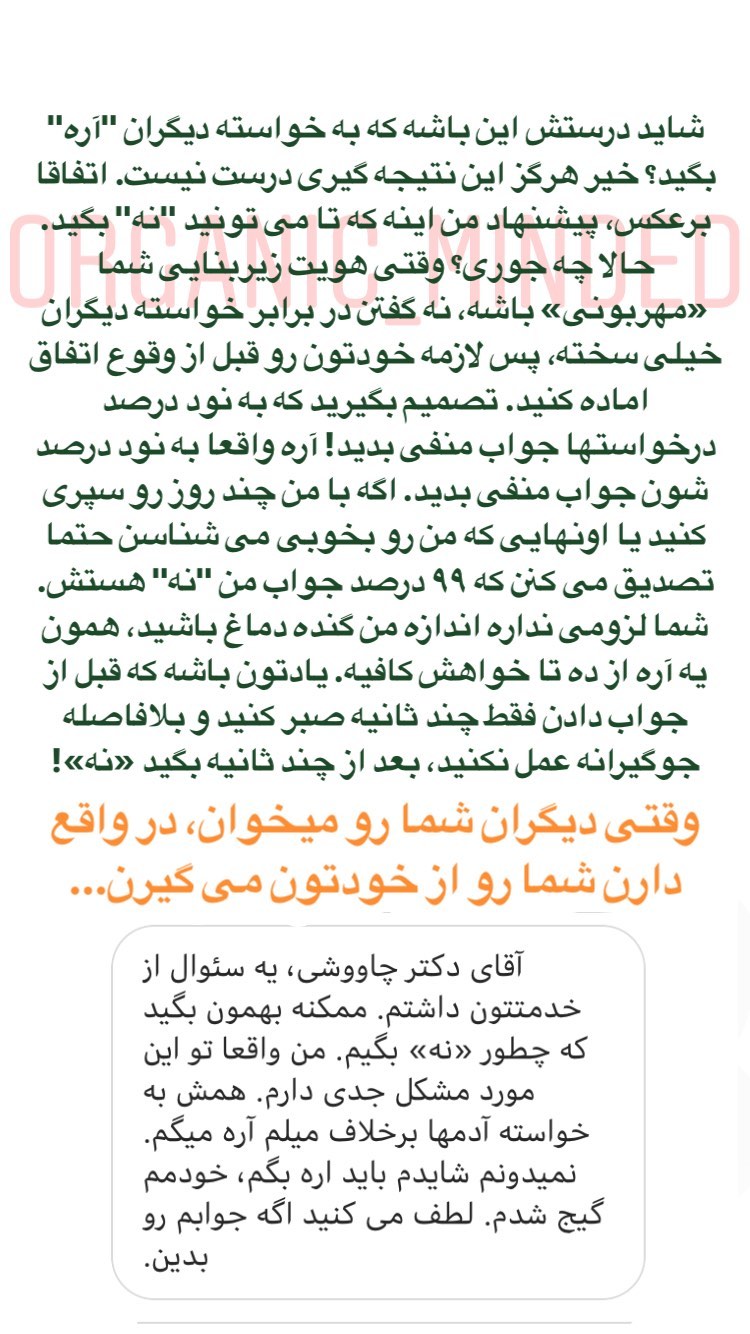 شاید درستش این باشه که به خواسته دیگران "آره"
بگید؟ خیر هرگز این نتیجه گیری درست نیست. اتفاقا
برعکس، پیشنهاد من اینه که تا می تونید "نه" بگید.
ORGANIC_MINDED
حالا چه جوری؟ وقتی هویت زیربنایی شما
«مهربونی» باشه، نه گفتن در برابر خواسته دیگران
خیلی سخته، پس لازمه خودتون رو قبل از وقوع اتفاق
اماده کنید. تصمیم بگیرید که به نود درصد
درخواستها جواب منفی بدید! آره واقعا به نود درصد
شون جواب منفی بدید. اگه با من چند روز رو سپری
کنید یا اونهایی که من رو بخوبی می شناسن حتما
تصدیق می کنن که ۹۹ درصد جواب من "نه" هستش.
شما لزومی نداره اندازه من گنده دماغ باشید، همون
یه آره از ده تا خواهش کافیه. یادتون باشه که قبل از
جواب دادن فقط چند ثانیه صبر کنید و بلافاصله
جوگیرانه عمل نکنید، بعد از چند ثانیه بگید «نه»!
وقتی دیگران شما رو میخوان، در واقع
دارن شما رو از خودتون می گیرن...
آقای دکتر چاووشی، یه سئوال از
خدمتتون داشتم. ممکنه بهمون بگید
که چطور «نه» بگیم. من واقعا تو این
مورد مشکل جدی دارم. همش به
خواسته آدمها برخلاف میلم آره میگم.
نمیدونم شایدم باید اره بگم، خودمم
گیج شدم. لطف می کنید اگه جوابم رو
بدین.